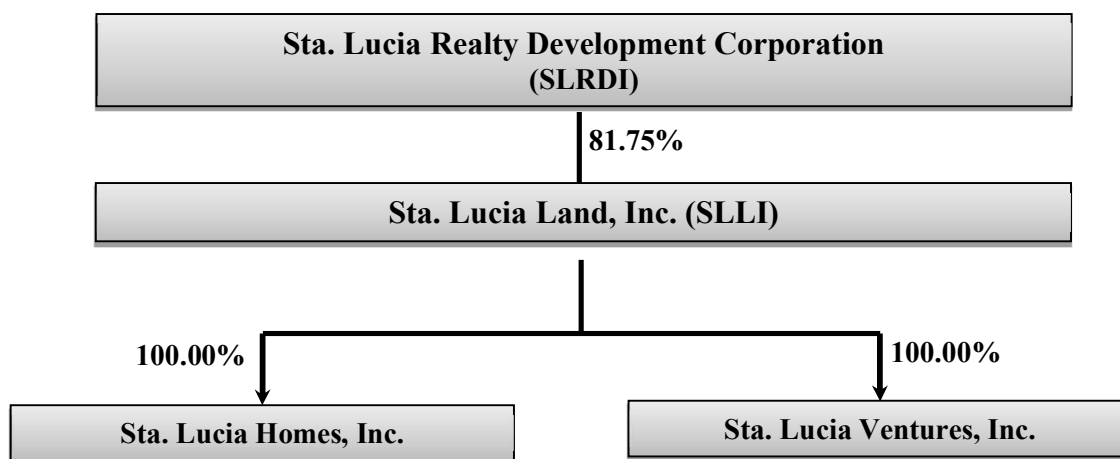 Sta. Lucia Realty Development Corporation
(SLRDI)
81.75%
Sta. Lucia Land, Inc. (SLLI)
100.00%
100.00%
Sta. Lucia Homes, Inc.
Sta. Lucia Ventures, Inc.